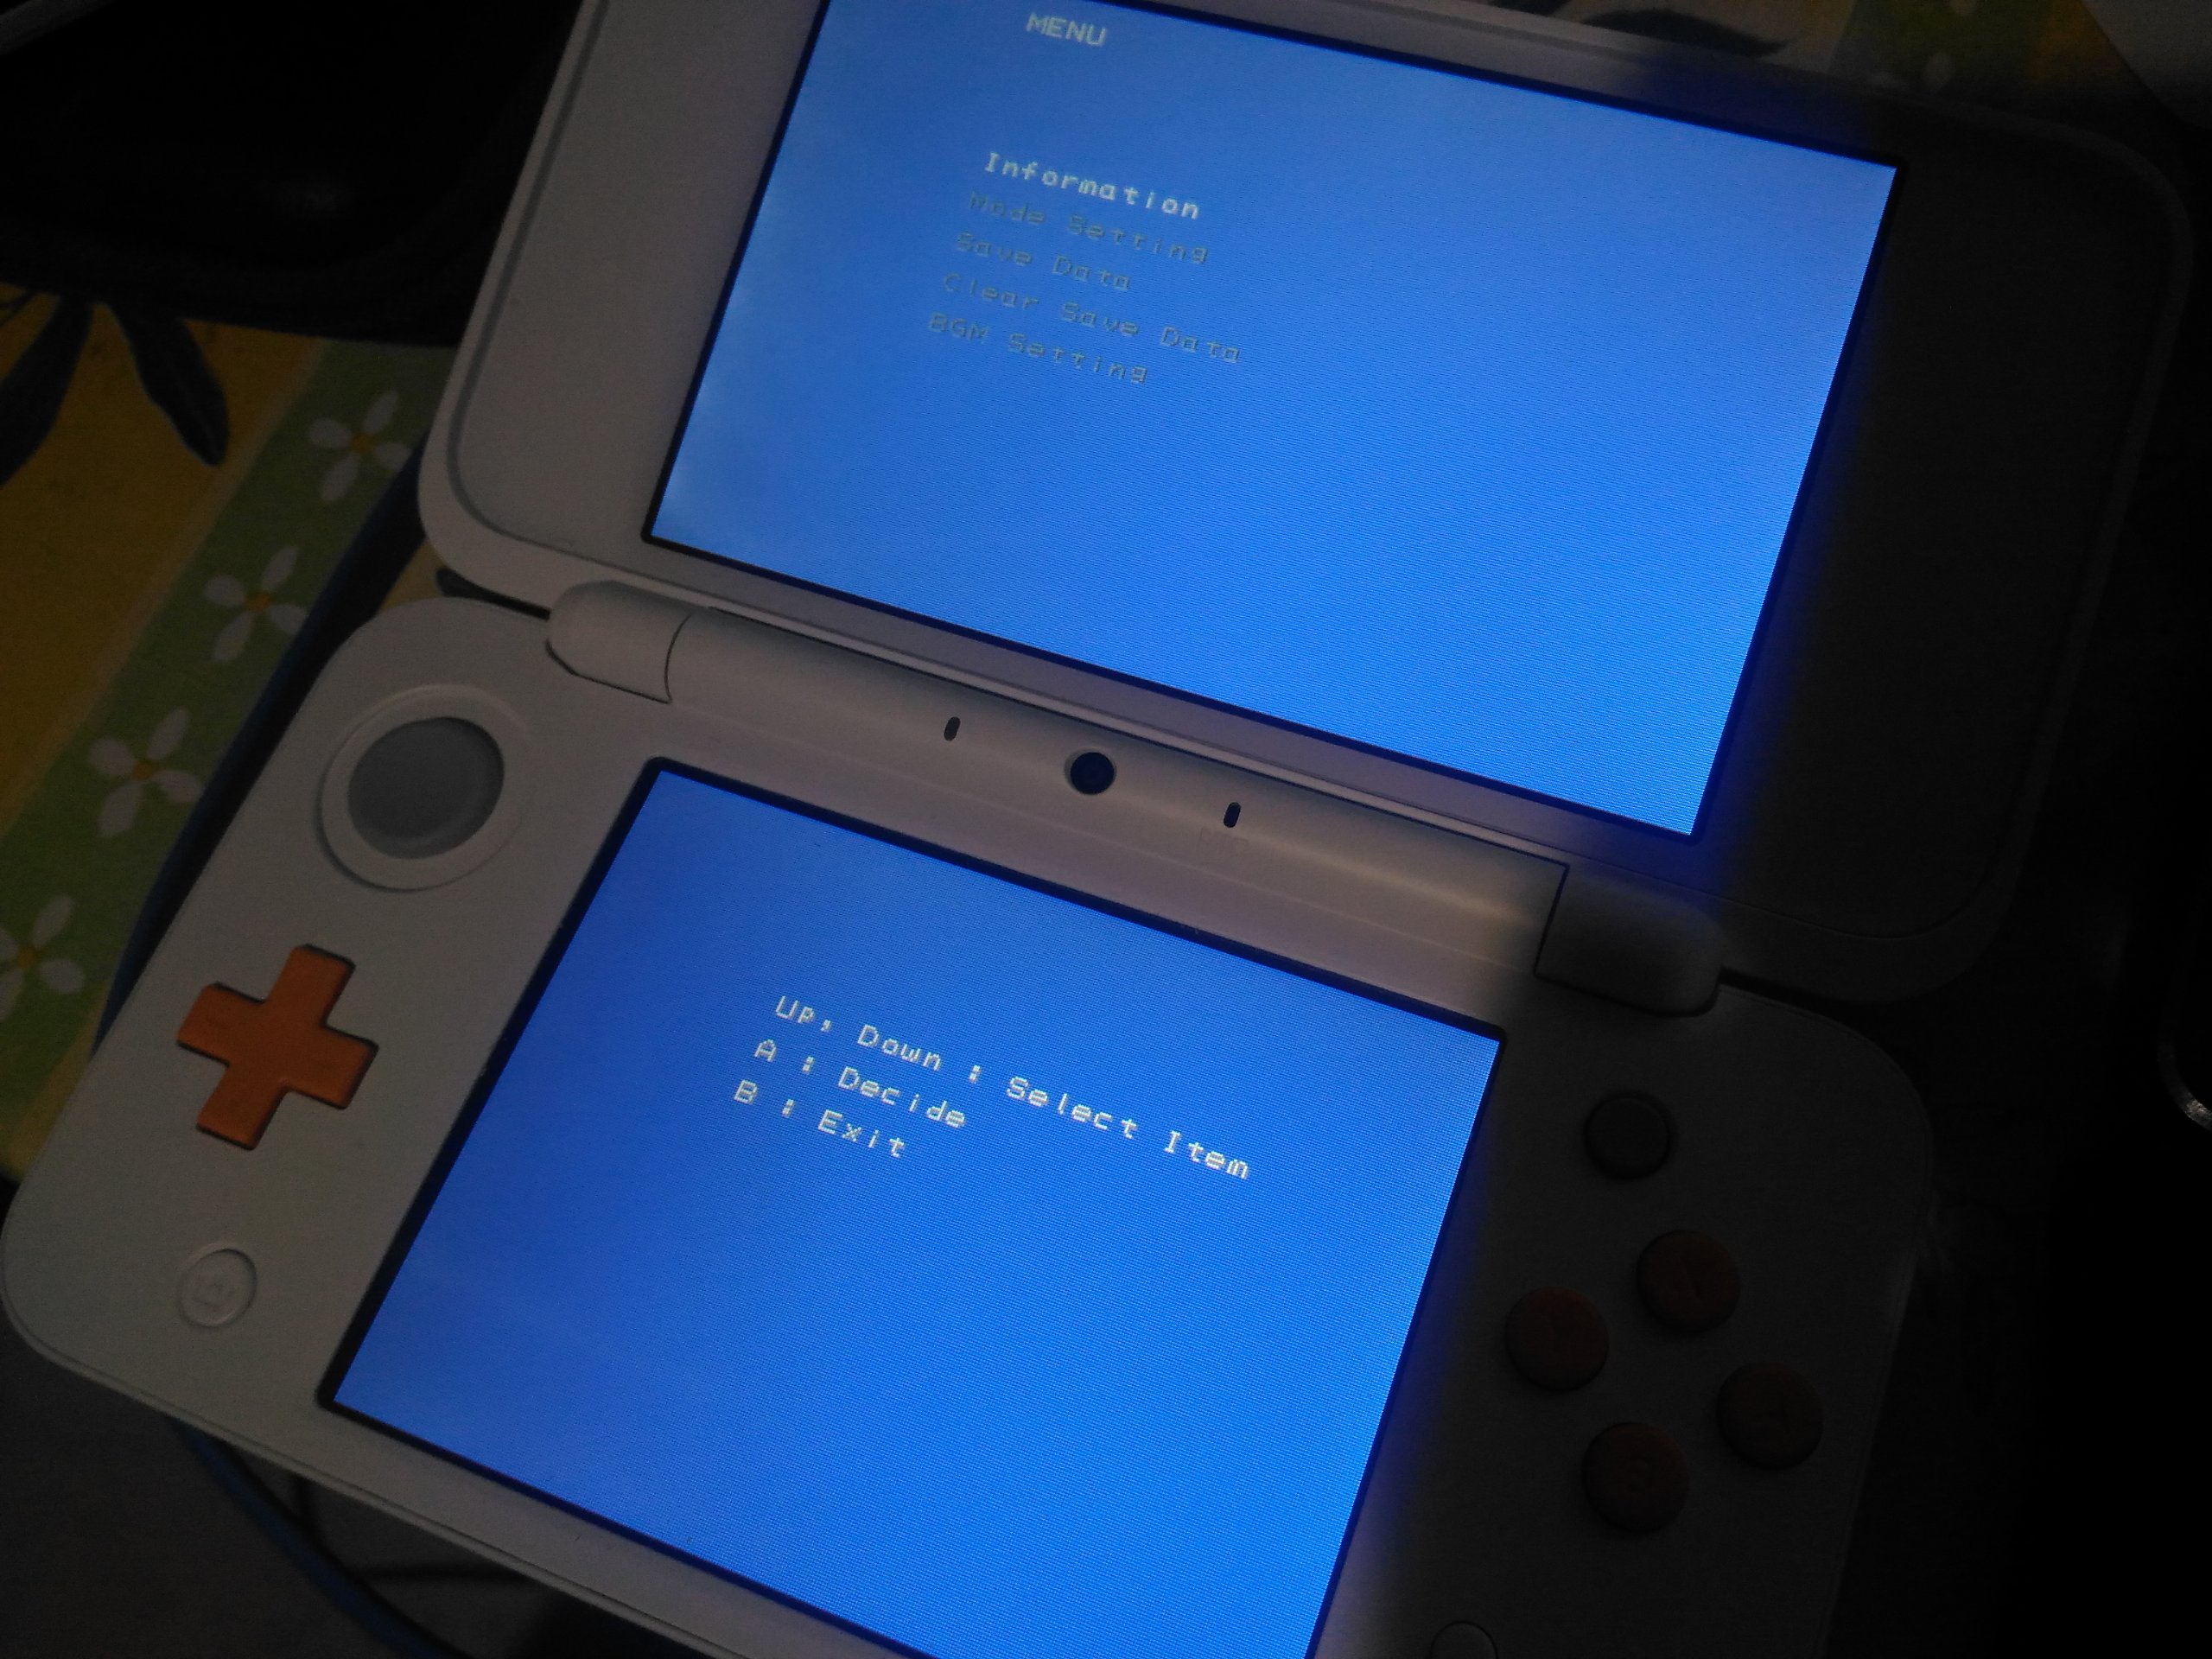 MENU
Information
Mode Setting
Save Data
Clear Save Data
BGM Setting
Up, Down : Select Item
A : Decide
B : Exit